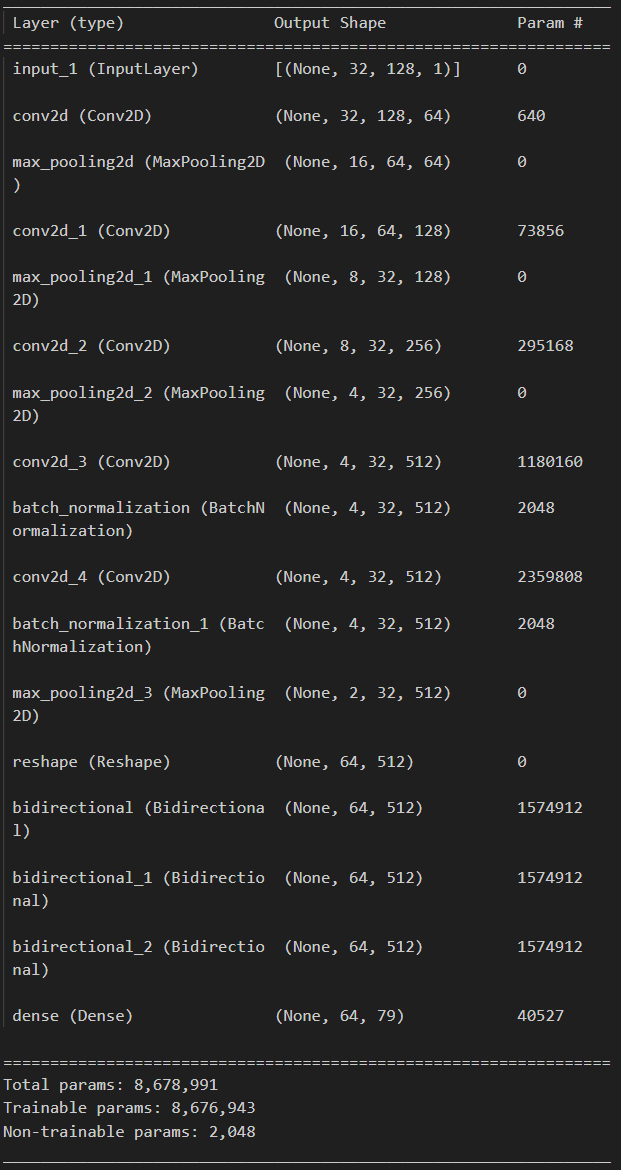 Layer (type) Output Shape Param #
=================================================================
input_1 (InputLayer) [(None, 32, 128, 1)] 0
conv2d (Conv2D) (None, 32, 128, 64) 640
max_pooling2d (MaxPooling2D (None, 16, 64, 64) 0
)
conv2d_1 (Conv2D) (None, 16, 64, 128) 73856
max_pooling2d_1 (MaxPooling (None, 8, 32, 128) 0
2D)
conv2d_2 (Conv2D) (None, 8, 32, 256) 295168
max_pooling2d_2 (MaxPooling (None, 4, 32, 256) 0
2D)
conv2d_3 (Conv2D) (None, 4, 32, 512) 1180160
batch_normalization (BatchN (None, 4, 32, 512) 2048
ormalization)
conv2d_4 (Conv2D) (None, 4, 32, 512) 2359808
batch_normalization_1 (Batc (None, 4, 32, 512) 2048
hNormalization)
max_pooling2d_3 (MaxPooling (None, 2, 32, 512) 0
2D)
reshape (Reshape) (None, 64, 512) 0
bidirectional (Bidirectiona (None, 64, 512) 1574912
l)
bidirectional_1 (Bidirectio (None, 64, 512) 1574912
nal)
bidirectional_2 (Bidirectio (None, 64, 512) 1574912
nal)
dense (Dense) (None, 64, 79) 40527
=================================================================
Total params: 8,678,991
Trainable params: 8,676,943
Non-trainable params: 2,048